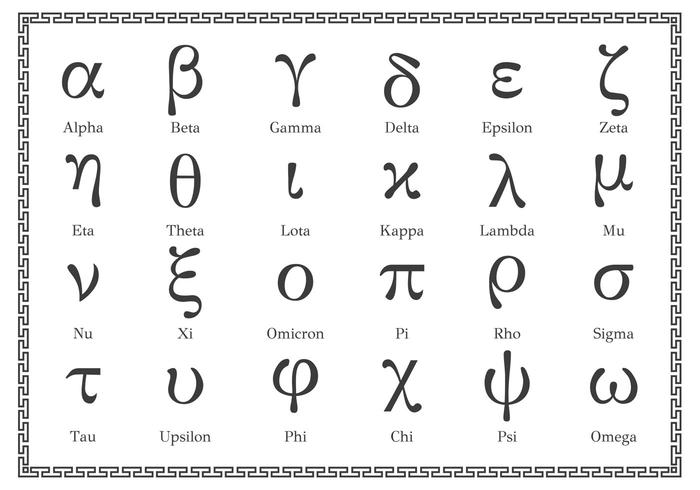 α β γ δ ε ζ
Alpha Beta Gamma Delta Epsilon Zeta
η θ ι ϰ λ μ
Eta Theta Lota Kappa Lambda Mu
ν ξ ο π ρ σ
Nu Xi Omicron Pi Rho Sigma
τ υ φ χ ψ ω
Tau Upsilon Phi Chi Psi Omega